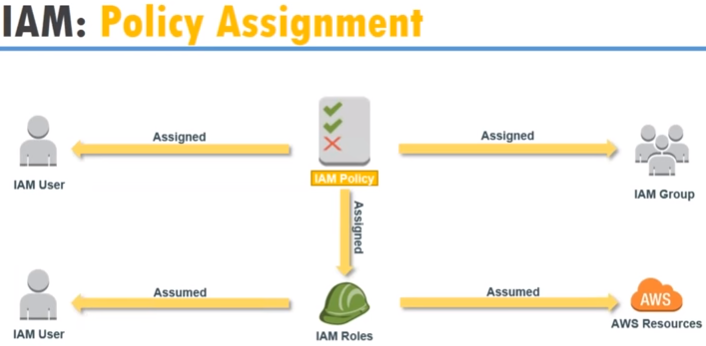 IAM: Policy Assignment
Assigned
Assigned
IAM User
IAM Policy
IAM Group
Assigned
Assumed
Assumed
AWS
IAM User
IAM Roles
AWS Resources